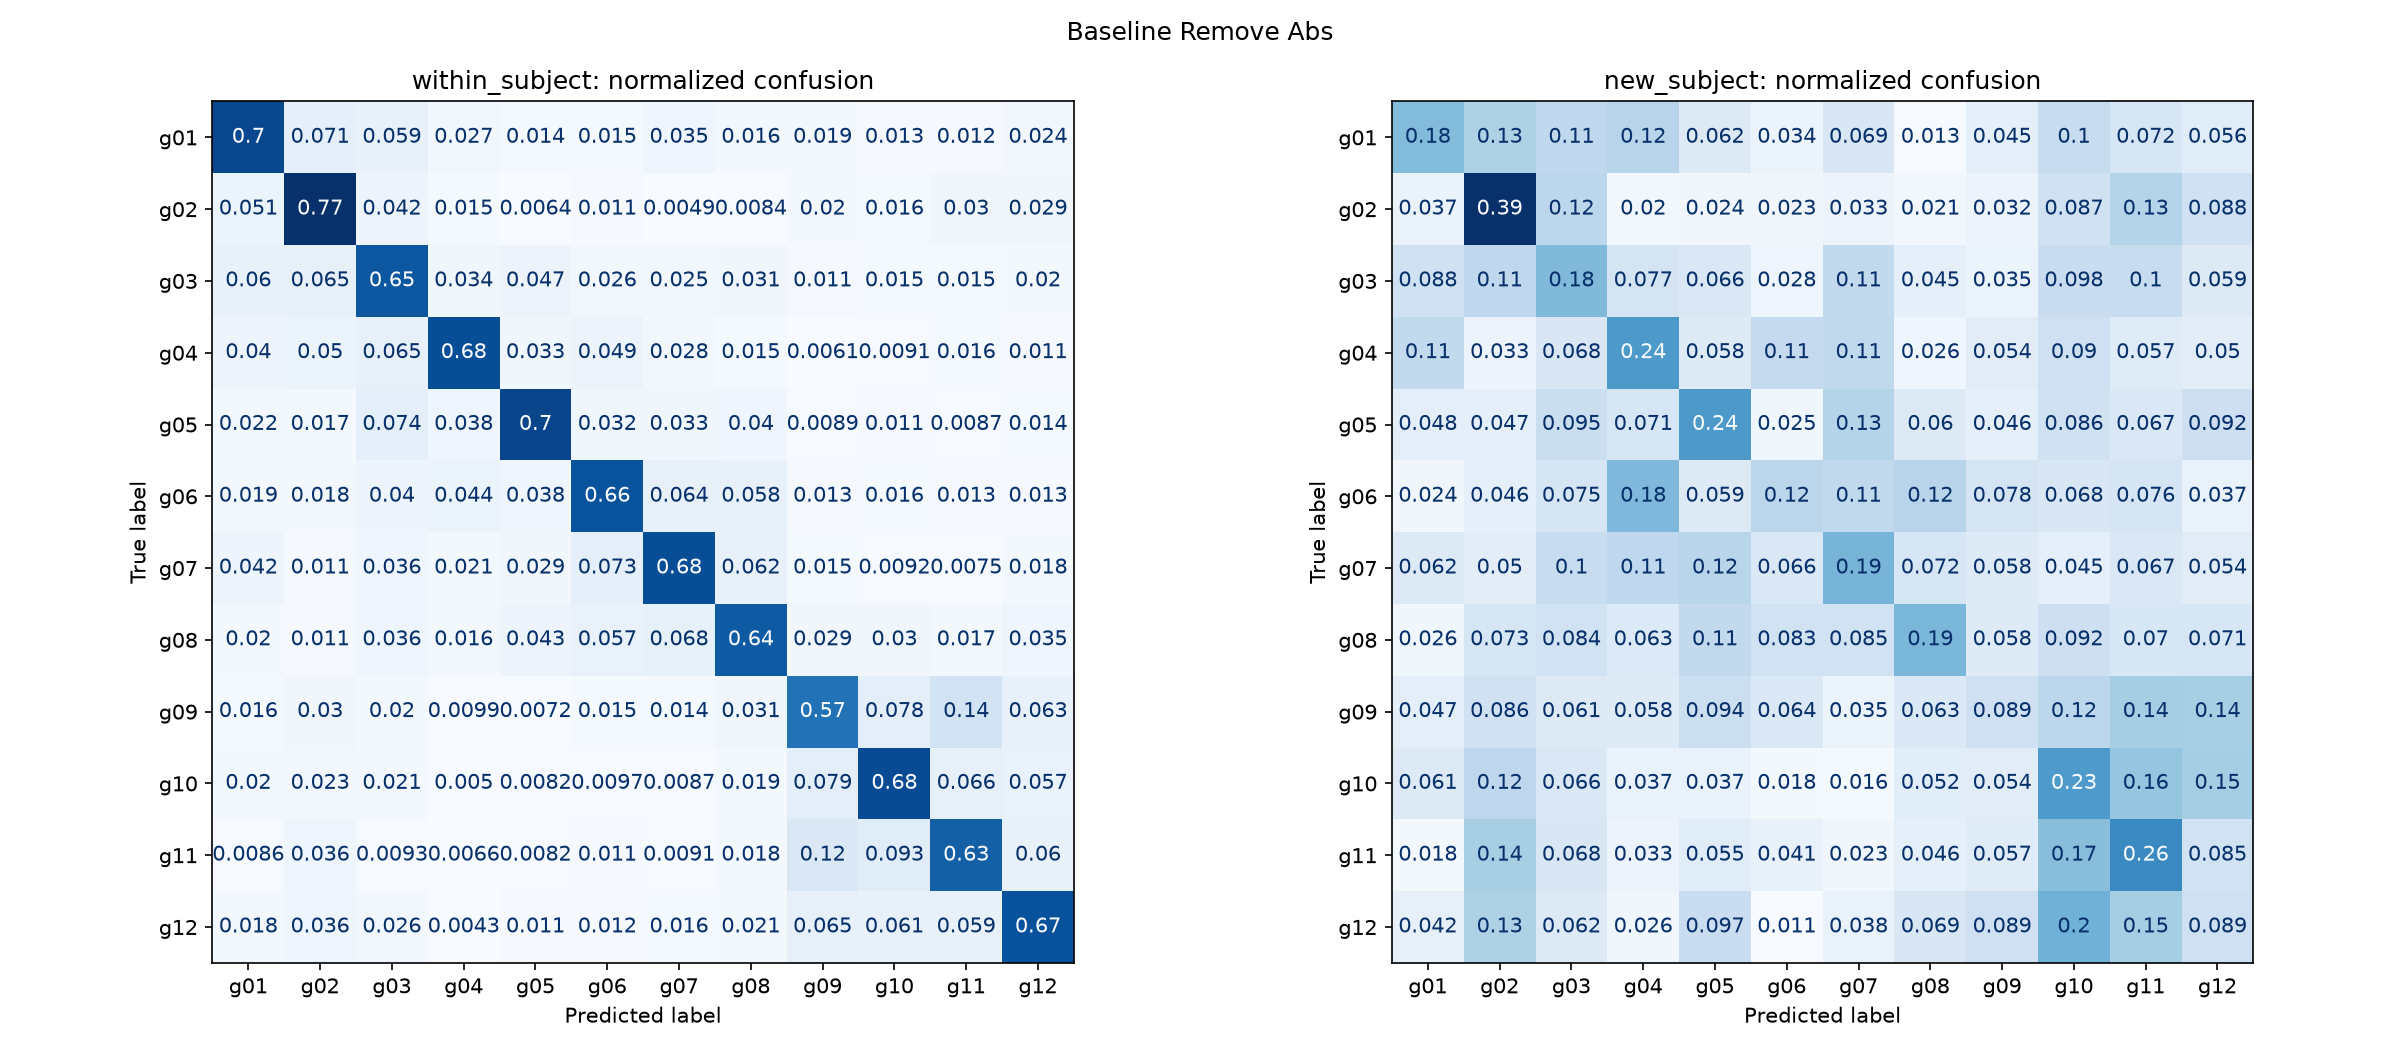 Baseline Remove Abs
within_subject: normalized confusion
True label
g01 0.7 0.071 0.059 0.027 0.014 0.015 0.035 0.016 0.019 0.013 0.012 0.024
g02 0.051 0.77 0.042 0.015 0.0064 0.011 0.0049 0.0084 0.02 0.016 0.03 0.029
g03 0.06 0.065 0.65 0.034 0.047 0.026 0.025 0.031 0.011 0.015 0.015 0.02
g04 0.04 0.05 0.065 0.68 0.033 0.049 0.028 0.015 0.0061 0.0091 0.016 0.011
g05 0.022 0.017 0.074 0.038 0.7 0.032 0.033 0.04 0.0089 0.011 0.0087 0.014
g06 0.019 0.018 0.04 0.044 0.038 0.66 0.064 0.058 0.013 0.016 0.013 0.013
g07 0.042 0.011 0.036 0.021 0.029 0.073 0.68 0.062 0.015 0.0092 0.0075 0.018
g08 0.02 0.011 0.036 0.016 0.043 0.057 0.068 0.64 0.029 0.03 0.017 0.035
g09 0.016 0.03 0.02 0.0099 0.0072 0.015 0.014 0.031 0.57 0.078 0.14 0.063
g10 0.02 0.023 0.021 0.005 0.0082 0.0097 0.0087 0.019 0.079 0.68 0.066 0.057
g11 0.0086 0.036 0.0093 0.0066 0.0082 0.011 0.0091 0.018 0.12 0.093 0.63 0.06
g12 0.018 0.036 0.026 0.0043 0.011 0.012 0.016 0.021 0.065 0.061 0.059 0.67
g01 g02 g03 g04 g05 g06 g07 g08 g09 g10 g11 g12
Predicted label
new_subject: normalized confusion
True label
g01 0.18 0.13 0.11 0.12 0.062 0.034 0.069 0.013 0.045 0.1 0.072 0.056
g02 0.037 0.39 0.12 0.02 0.024 0.023 0.033 0.021 0.032 0.087 0.13 0.088
g03 0.088 0.11 0.18 0.077 0.066 0.028 0.11 0.045 0.035 0.098 0.1 0.059
g04 0.11 0.033 0.068 0.24 0.058 0.11 0.11 0.026 0.054 0.09 0.057 0.05
g05 0.048 0.047 0.095 0.071 0.24 0.025 0.13 0.06 0.046 0.086 0.067 0.092
g06 0.024 0.046 0.075 0.18 0.059 0.12 0.11 0.12 0.078 0.068 0.076 0.037
g07 0.062 0.05 0.1 0.11 0.12 0.066 0.19 0.072 0.058 0.045 0.067 0.054
g08 0.026 0.073 0.084 0.063 0.11 0.083 0.085 0.19 0.058 0.092 0.07 0.071
g09 0.047 0.086 0.061 0.058 0.094 0.064 0.035 0.063 0.089 0.12 0.14 0.14
g10 0.061 0.12 0.066 0.037 0.037 0.018 0.016 0.052 0.054 0.23 0.16 0.15
g11 0.018 0.14 0.068 0.033 0.055 0.041 0.023 0.046 0.057 0.17 0.26 0.085
g12 0.042 0.13 0.062 0.026 0.097 0.011 0.038 0.069 0.089 0.2 0.15 0.089
g01 g02 g03 g04 g05 g06 g07 g08 g09 g10 g11 g12
Predicted label